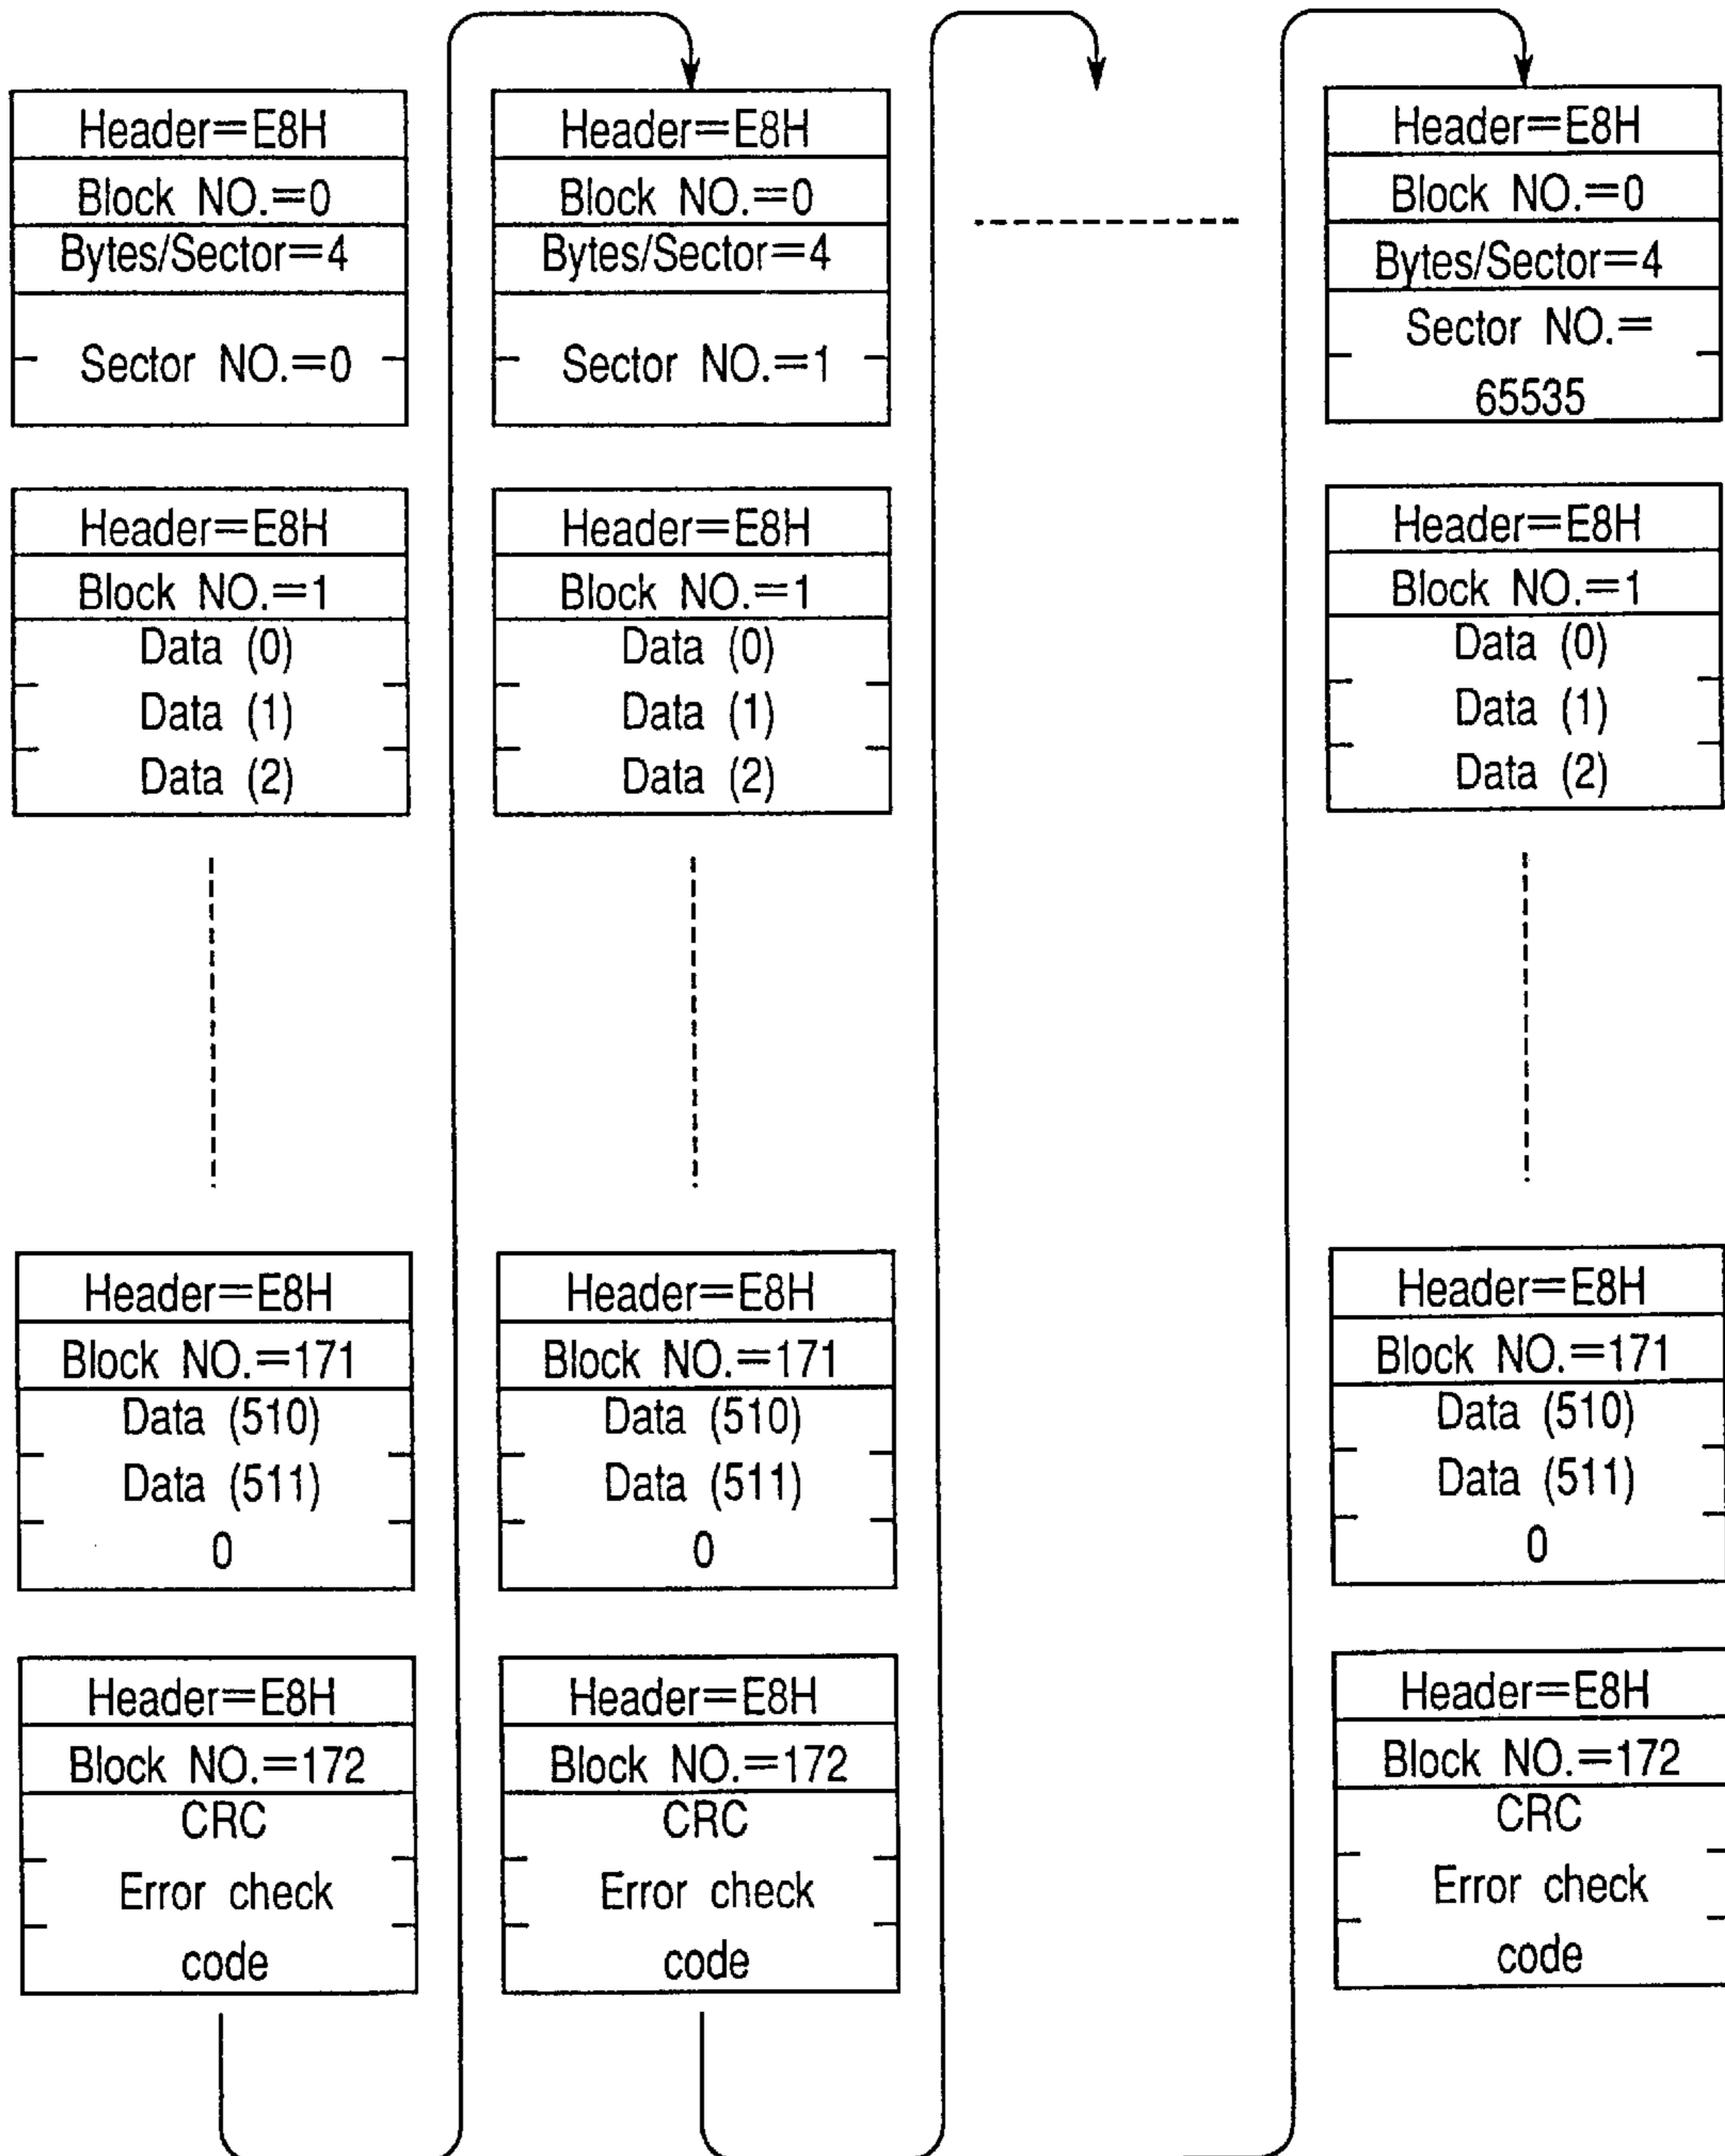 Header=E8H
Block NO.=0
Bytes/Sector=4
Sector NO.=0
Header=E8H
Block NO.=1
Data (0)
Data (1)
Data (2)
Header=E8H
Block NO.=171
Data (510)
Data (511)
0
Header=E8H
Block NO.=172
CRC
Error check
code
Header=E8H
Block NO.=0
Bytes/Sector=4
Sector NO.=1
Header=E8H
Block NO.=1
Data (0)
Data (1)
Data (2)
Header=E8H
Block NO.=171
Data (510)
Data (511)
0
Header=E8H
Block NO.=172
CRC
Error check
code
Header=E8H
Block NO.=0
Bytes/Sector=4
Sector NO.=
65535
Header=E8H
Block NO.=1
Data (0)
Data (1)
Data (2)
Header=E8H
Block NO.=171
Data (510)
Data (511)
0
Header=E8H
Block NO.=172
CRC
Error check
code